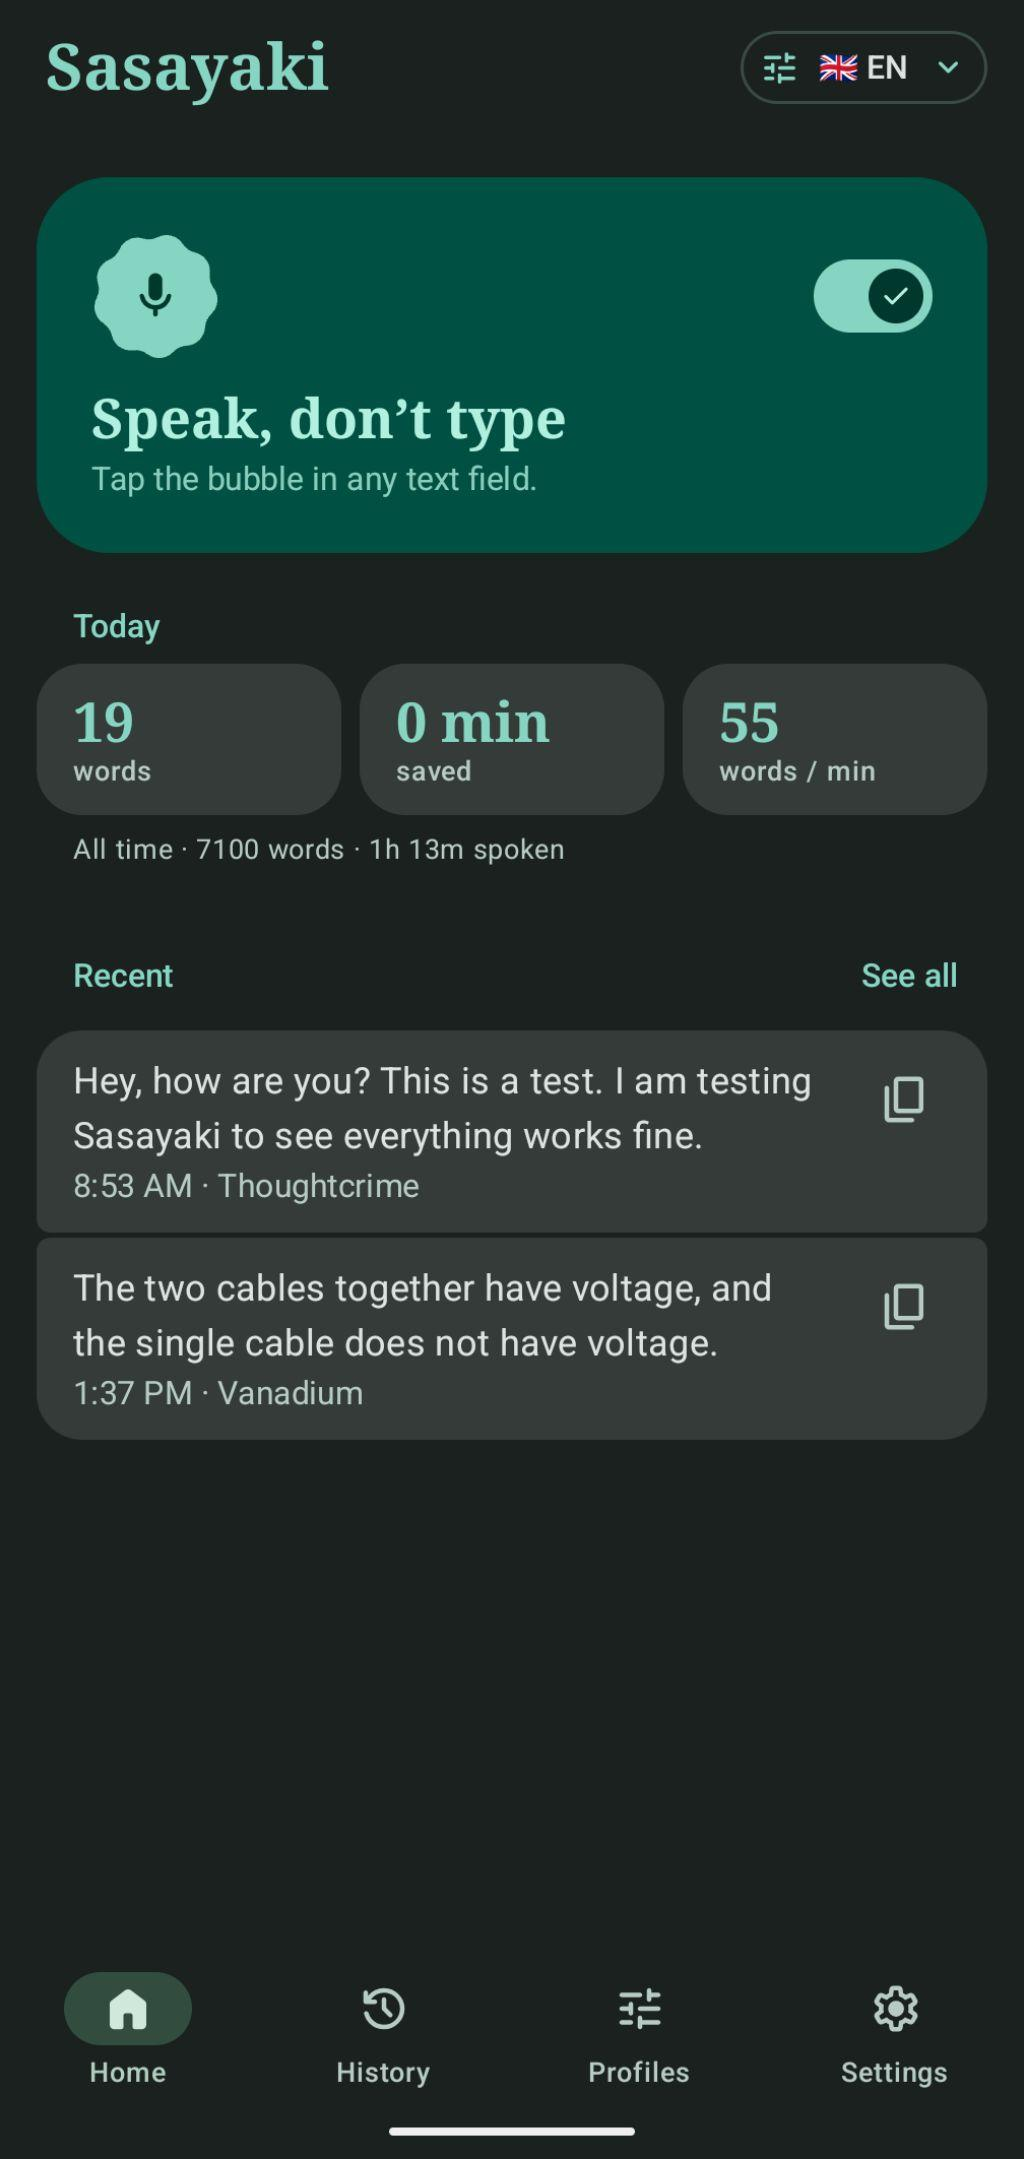 Sasayaki
🇬🇧 EN
Speak, don’t type
Tap the bubble in any text field.
Today
19
words
0 min
saved
55
words / min
All time · 7100 words · 1h 13m spoken
Recent
See all
Hey, how are you? This is a test. I am testing
Sasayaki to see everything works fine.
8:53 AM · Thoughtcrime
The two cables together have voltage, and
the single cable does not have voltage.
1:37 PM · Vanadium
Home
History
Profiles
Settings